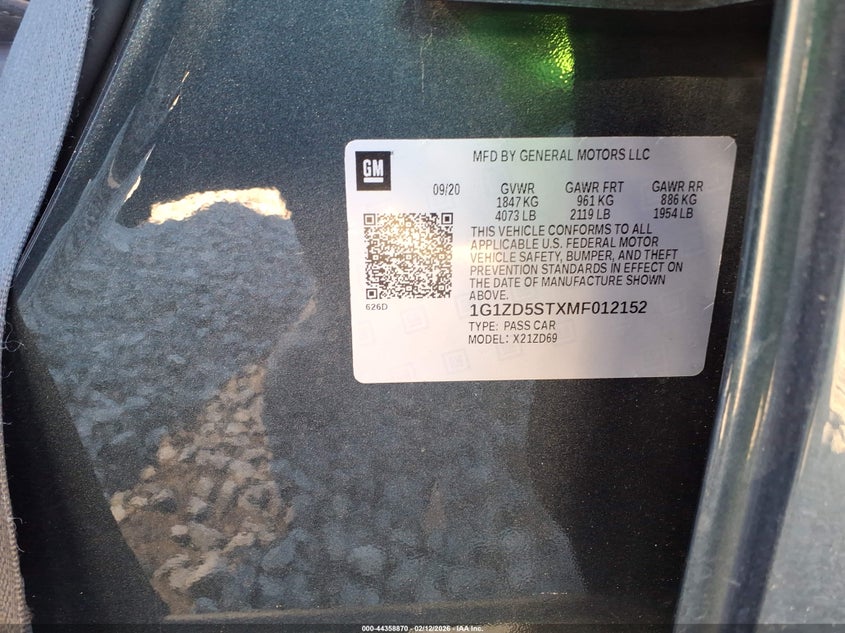 GM
MFD BY GENERAL MOTORS LLC
09/20 GVWR GAWR FRT GAWR RR
1847 KG 961 KG 886 KG
4073 LB 2119 LB 1954 LB
THIS VEHICLE CONFORMS TO ALL
APPLICABLE U.S. FEDERAL MOTOR
VEHICLE SAFETY, BUMPER, AND THEFT
PREVENTION STANDARDS IN EFFECT ON
THE DATE OF MANUFACTURE SHOWN
ABOVE.
626D
1G1ZD5STXMF012152
TYPE: PASS CAR
MODEL: X21ZD69
000-44358870 - 02/12/2026 - IAA Inc.